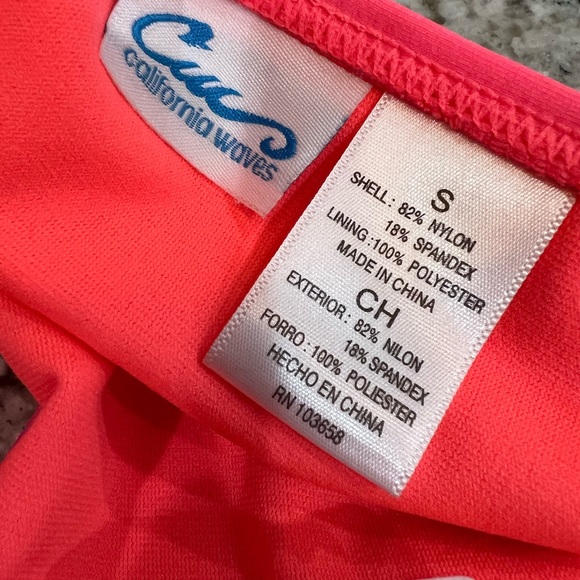 california waves
S
SHELL: 82% NYLON
18% SPANDEX
LINING: 100% POLYESTER
MADE IN CHINA
CH
EXTERIOR: 82% NILON
18% SPANDEX
FORRO: 100% POLIESTER
HECHO EN CHINA
RN 103658